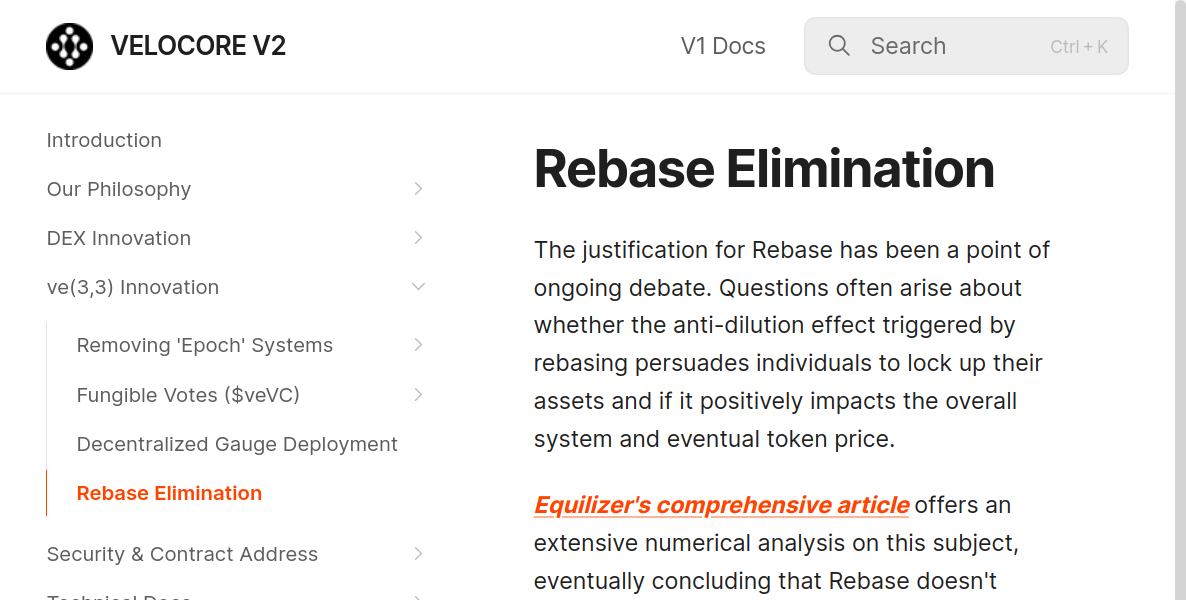 VELOCORE V2
V1 Docs
Search
Ctrl + K
Introduction
Our Philosophy
DEX Innovation
ve(3,3) Innovation
Removing 'Epoch' Systems
Fungible Votes ($veVC)
Decentralized Gauge Deployment
Rebase Elimination
Security & Contract Address
Technical Docs
Rebase Elimination
The justification for Rebase has been a point of
ongoing debate. Questions often arise about
whether the anti-dilution effect triggered by
rebasing persuades individuals to lock up their
assets and if it positively impacts the overall
system and eventual token price.
Equilizer's comprehensive article offers an
extensive numerical analysis on this subject,
eventually concluding that Rebase doesn't